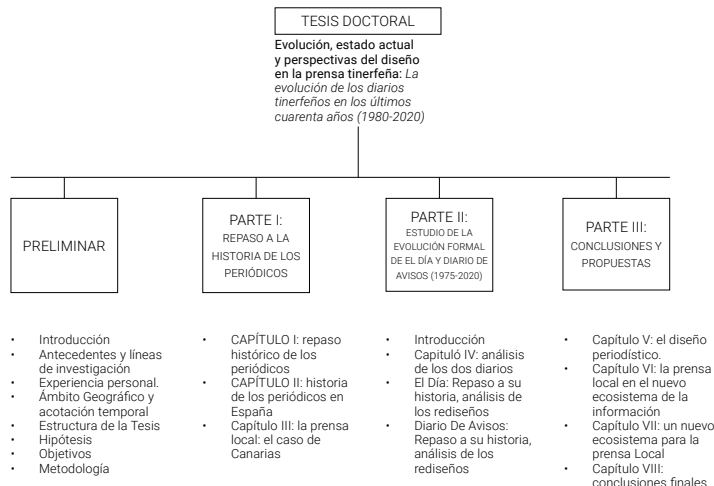 TESIS DOCTORAL
Evolución, estado actual
y perspectivas del diseño
en la prensa tinerfeña: La
evolución de los diarios
tinerfeños en los últimos
cuarenta años (1980-2020)
PRELIMINAR
PARTE I:
REPASO A LA
HISTORIA DE LOS
PERIÓDICOS
PARTE II:
ESTUDIO DE LA
EVOLUCIÓN FORMAL
DE EL DÍA Y DIARIO DE
AVISOS (1975-2020)
PARTE III:
CONCLUSIONES Y
PROPUESTAS
• Introducción
• Antecedentes y líneas
de investigación
• Experiencia personal.
• Ámbito Geográfico y
acotación temporal
• Estructura de la Tesis
• Hipótesis
• Objetivos
• Metodología
• CAPÍTULO I: repaso
histórico de los
periódicos
• CAPÍTULO II: historia
de los periódicos en
España
• Capítulo III: la prensa
local: el caso de
Canarias
• Introducción
• Capituló IV: análisis
de los dos diarios
• El Día: Repaso a su
historia, análisis de
los rediseños
• Diario De Avisos:
Repaso a su historia,
análisis de los
rediseños
• Capítulo V: el diseño
periodístico.
• Capítulo VI: la prensa
local en el nuevo
ecosistema de la
información
• Capítulo VII: un nuevo
ecosistema para la
prensa Local
• Capítulo VIII:
conclusiones finales